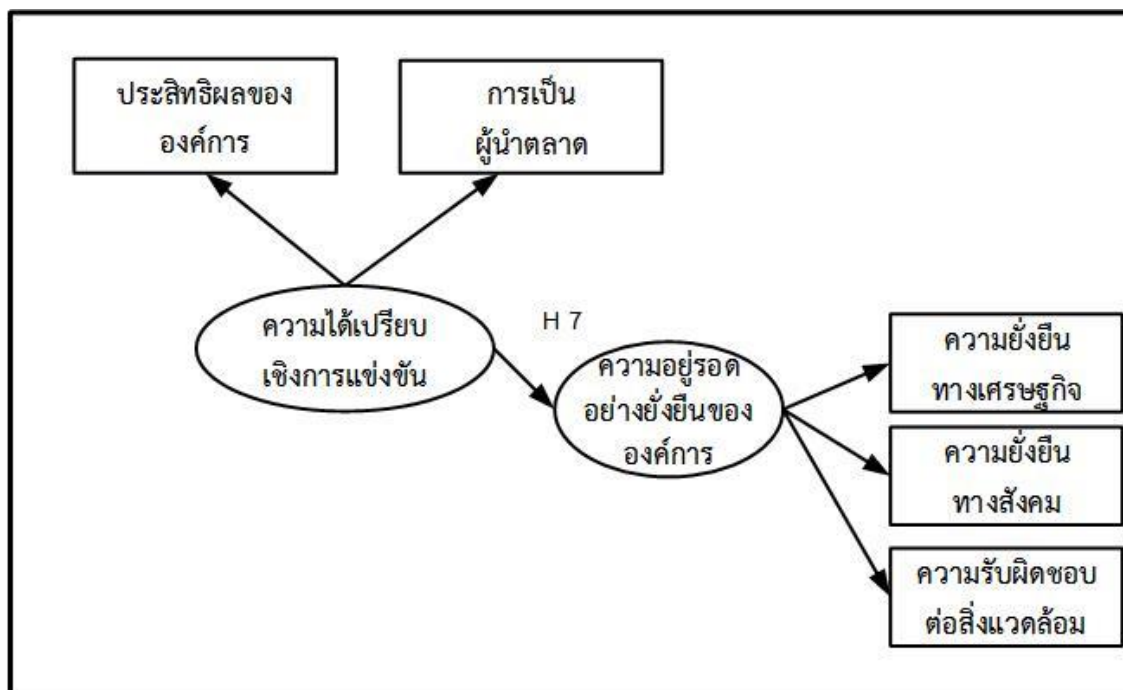 ประสิทธิผลของ
องค์การ
การเป็น
ผู้นำตลาด
ความได้เปรียบ
เชิงการแข่งขัน
H 7
ความอยู่รอด
อย่างยั่งยืนของ
องค์การ
ความยั่งยืน
ทางเศรษฐกิจ
ความยั่งยืน
ทางสังคม
ความรับผิดชอบ
ต่อสิ่งแวดล้อม